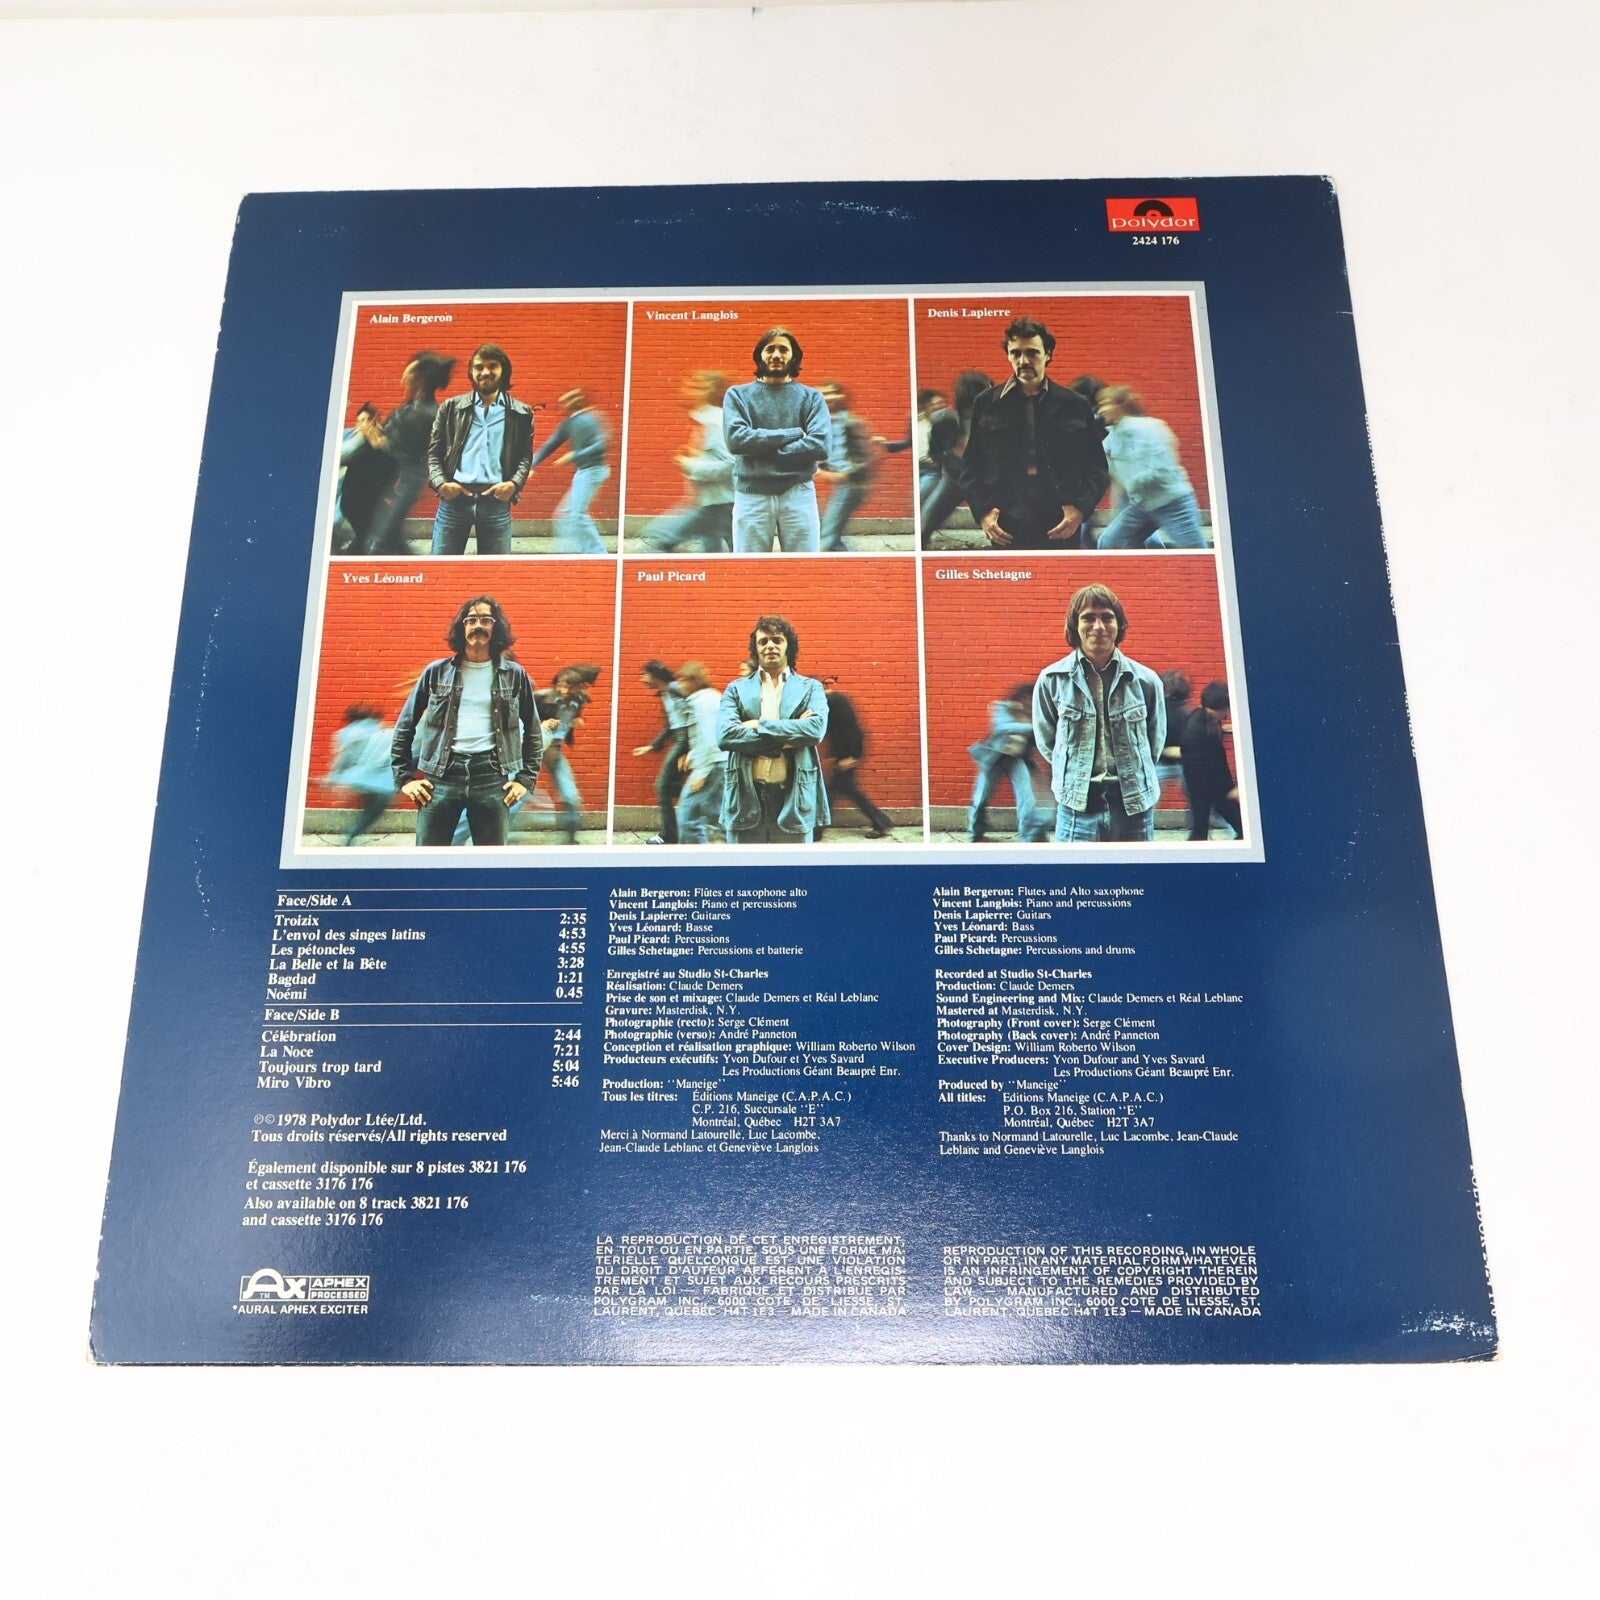 polydor
2424 176
Alain Bergeron
Vincent Langlois
Denis Lapierre
Yves Léonard
Paul Picard
Gilles Schetagne
Face/Side A
Troizix 2:35
L'envol des singes latins 4:53
Les pétoncles 4:55
La Belle et la Bête 3:28
Bagdad 1:21
Noémi 0.45
Face/Side B
Célébration 2:44
La Noce 7:21
Toujours trop tard 5:04
Miro Vibro 5:46
℗© 1978 Polydor Ltée/Ltd.
Tous droits réservés/All rights reserved
Également disponible sur 8 pistes 3821 176
et cassette 3176 176
Also available on 8 track 3821 176
and cassette 3176 176
Ax TM APHEX
PROCESSED
*AURAL APHEX EXCITER
Alain Bergeron: Flûtes et saxophone alto
Vincent Langlois: Piano et percussions
Denis Lapierre: Guitares
Yves Léonard: Basse
Paul Picard: Percussions
Gilles Schetagne: Percussions et batterie
Enregistré au Studio St-Charles
Réalisation: Claude Demers
Prise de son et mixage: Claude Demers et Réal Leblanc
Gravure: Masterdisk, N.Y.
Photographie (recto): Serge Clément
Photographie (verso): André Panneton
Conception et réalisation graphique: William Roberto Wilson
Producteurs exécutifs: Yvon Dufour et Yves Savard
Les Productions Géant Beaupré Enr.
Production: "Maneige"
Tous les titres: Éditions Maneige (C.A.P.A.C.)
C.P. 216, Succursale "E"
Montréal, Québec H2T 3A7
Merci à Normand Latourelle, Luc Lacombe,
Jean-Claude Leblanc et Geneviève Langlois
LA REPRODUCTION DE CET ENREGISTREMENT,
EN TOUT OU EN PARTIE, SOUS UNE FORME MA-
TERIELLE QUELCONQUE EST UNE VIOLATION
DU DROIT D'AUTEUR AFFERENT A L'ENREGIS-
TREMENT ET SUJET AUX RECOURS PRESCRITS
PAR LA LOI — FABRIQUE ET DISTRIBUE PAR
POLYGRAM INC., 6000 COTE DE LIESSE, ST.
LAURENT, QUEBEC H4T 1E3 — MADE IN CANADA
Alain Bergeron: Flutes and Alto saxophone
Vincent Langlois: Piano and percussions
Denis Lapierre: Guitars
Yves Léonard: Bass
Paul Picard: Percussions
Gilles Schetagne: Percussions and drums
Recorded at Studio St-Charles
Production: Claude Demers
Sound Engineering and Mix: Claude Demers et Réal Leblanc
Mastered at Masterdisk, N.Y.
Photography (Front cover): Serge Clément
Photography (Back cover): André Panneton
Cover Design: William Roberto Wilson
Executive Producers: Yvon Dufour and Yves Savard
Les Productions Géant Beaupré Enr.
Produced by "Maneige"
All titles: Editions Maneige (C.A.P.A.C.)
P.O. Box 216, Station "E"
Montréal, Québec H2T 3A7
Thanks to Normand Latourelle, Luc Lacombe, Jean-Claude
Leblanc and Geneviève Langlois
REPRODUCTION OF THIS RECORDING, IN WHOLE
OR IN PART, IN ANY MATERIAL FORM WHATEVER
IS AN INFRINGEMENT OF COPYRIGHT THEREIN
AND SUBJECT TO THE REMEDIES PROVIDED BY
LAW — MANUFACTURED AND DISTRIBUTED
BY POLYGRAM INC., 6000 COTE DE LIESSE, ST.
LAURENT, QUEBEC H4T 1E3 — MADE IN CANADA